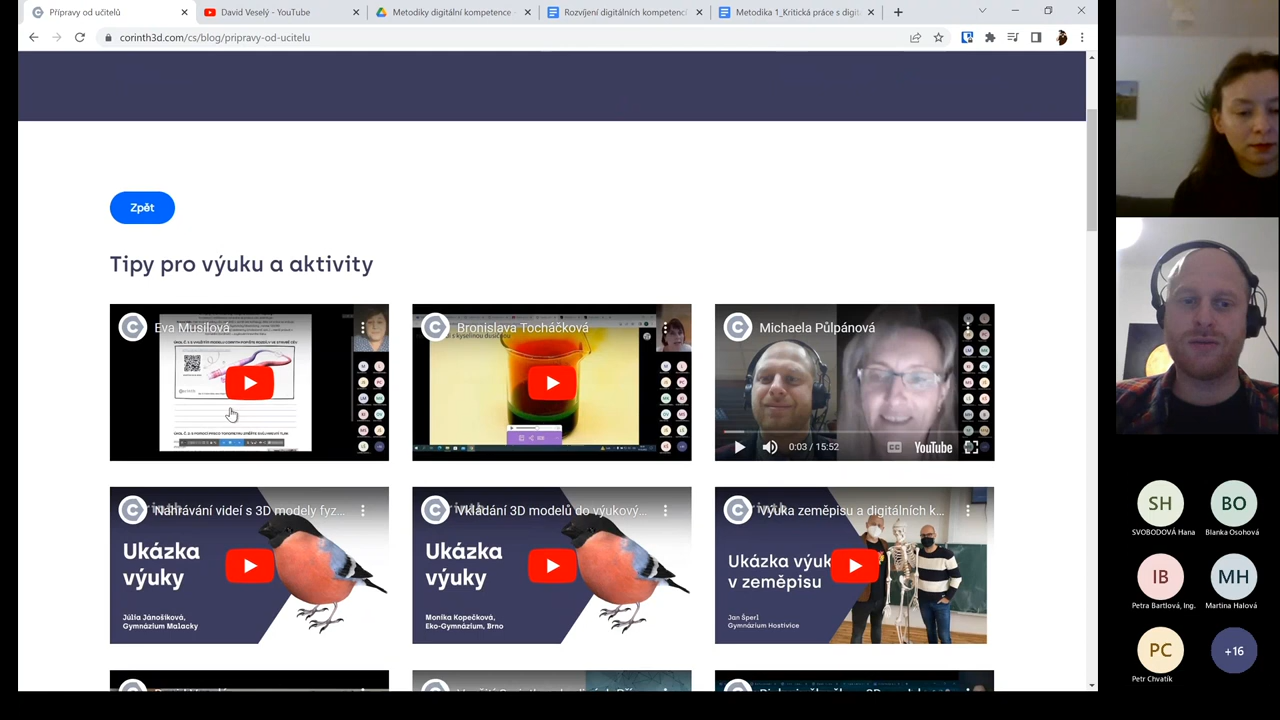 Přípravy od učitelů
David Veselý - YouTube
Metodiky digitální kompetence -
Rozvíjení digitálních kompetencí
Metodika 1_Kritická práce s digit
corinth3d.com/cs/blog/pripravy-od-ucitelu
Zpět
Tipy pro výuku a aktivity
Eva Musilová
Bronislava Tocháčková
Michaela Půlpánová
0:03 / 15:52
CC
YouTube
Nahrávání videí s 3D modely fyz...
Ukázka
výuky
Júlia Jánošíková,
Gymnázium Malacky
Vkládání 3D modelů do výukový...
Ukázka
výuky
Monika Kopečková,
Eko-Gymnázium, Brno
Výuka zeměpisu a digitálních k...
Ukázka výuk
v zeměpisu
Jan Šperl
Gymnázium Hostivice
SH
BO
SVOBODOVÁ Hana
Blanka Osohová
IB
MH
Petra Bartlová, Ing.
Martina Halová
PC
+16
Petr Chvatík